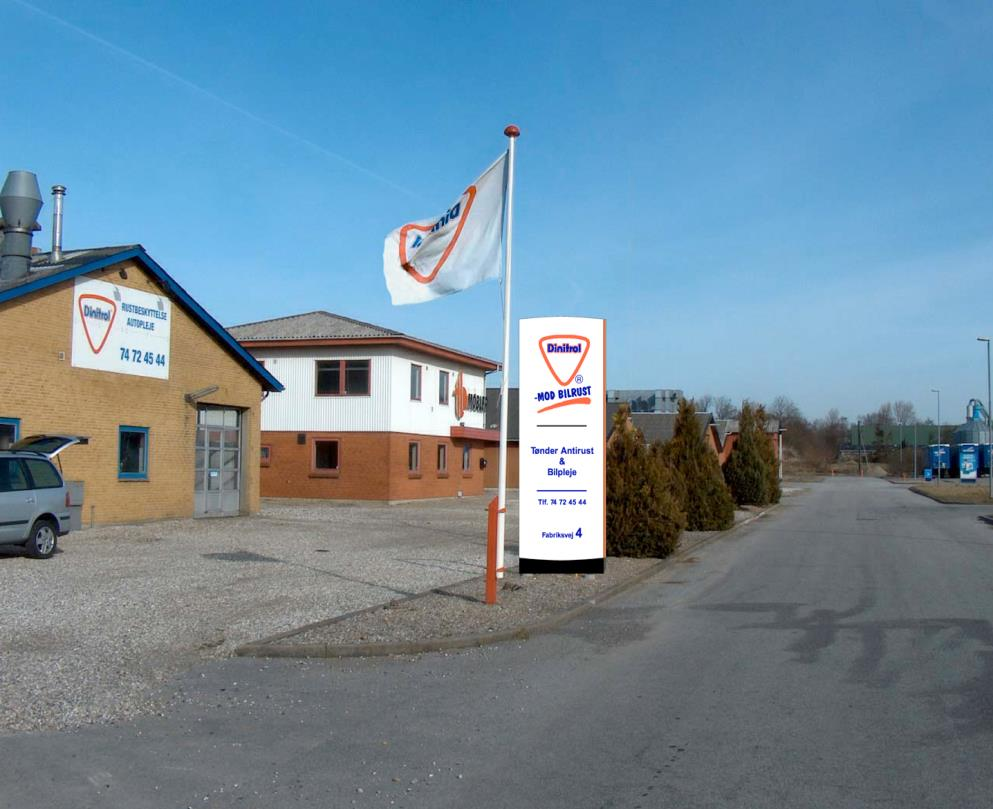 Dinitrol
RUSTBESKYTTELSE
AUTOPLEJE
74 72 45 44
Dinitrol
®
-MOD BILRUST
Tønder Antirust
&
Bilpleje
Tlf. 74 72 45 44
Fabriksvej 4